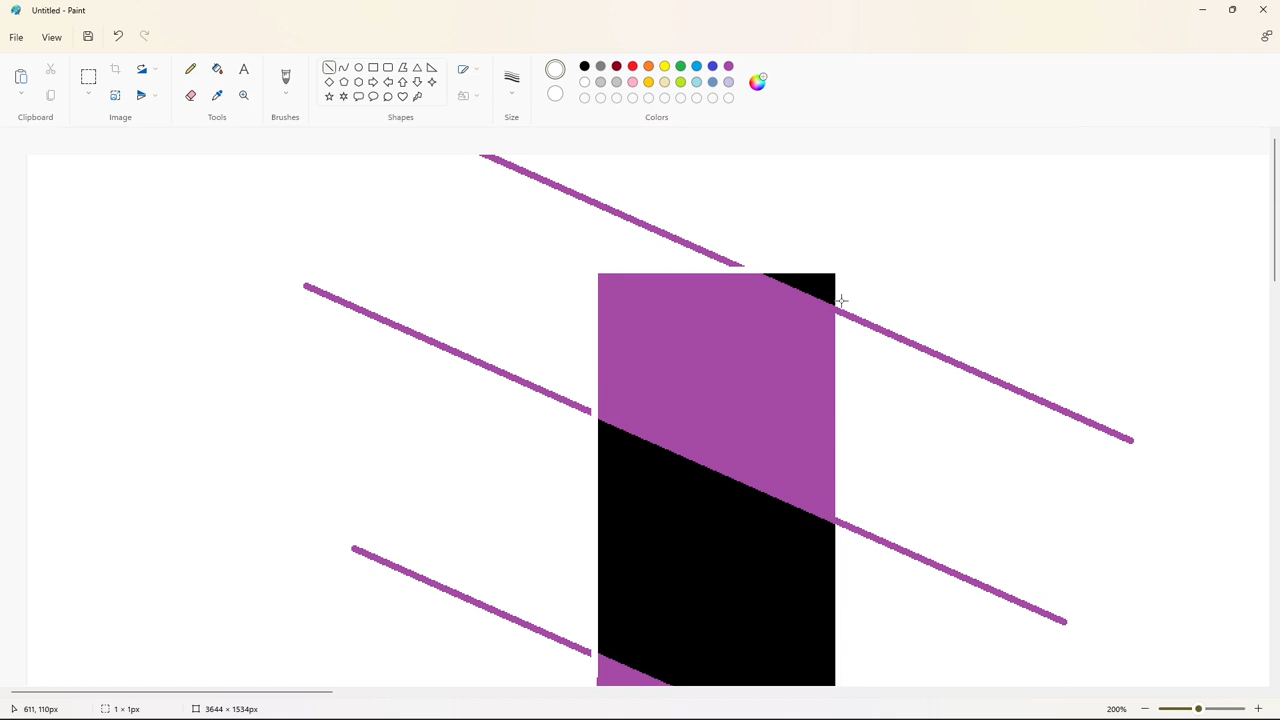 Untitled - Paint
File View
Clipboard Image Tools Brushes Shapes Size Colors
611, 110px 1 × 1px 3644 × 1534px 200%